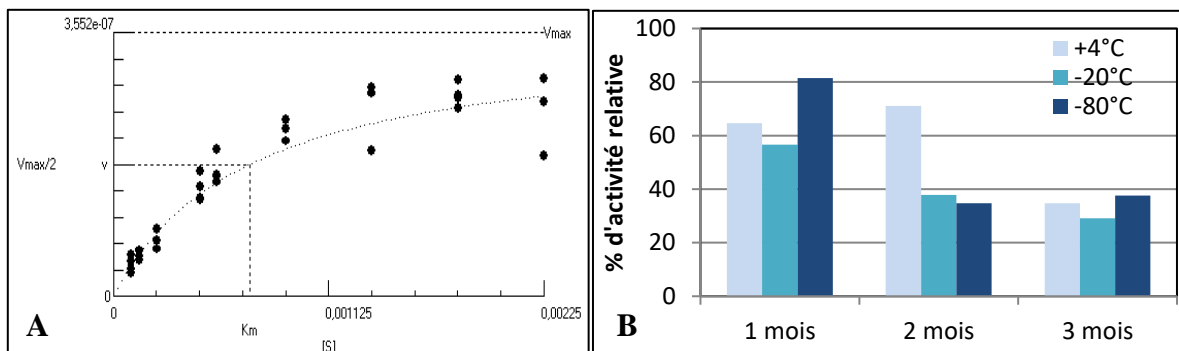 3,552e-07
Vmax
Vmax/2
v
0
0
0,001125
0,00225
Km
[S]
A
% d'activité relative
100
80
60
40
20
0
+4°C
-20°C
-80°C
1 mois
2 mois
3 mois
B